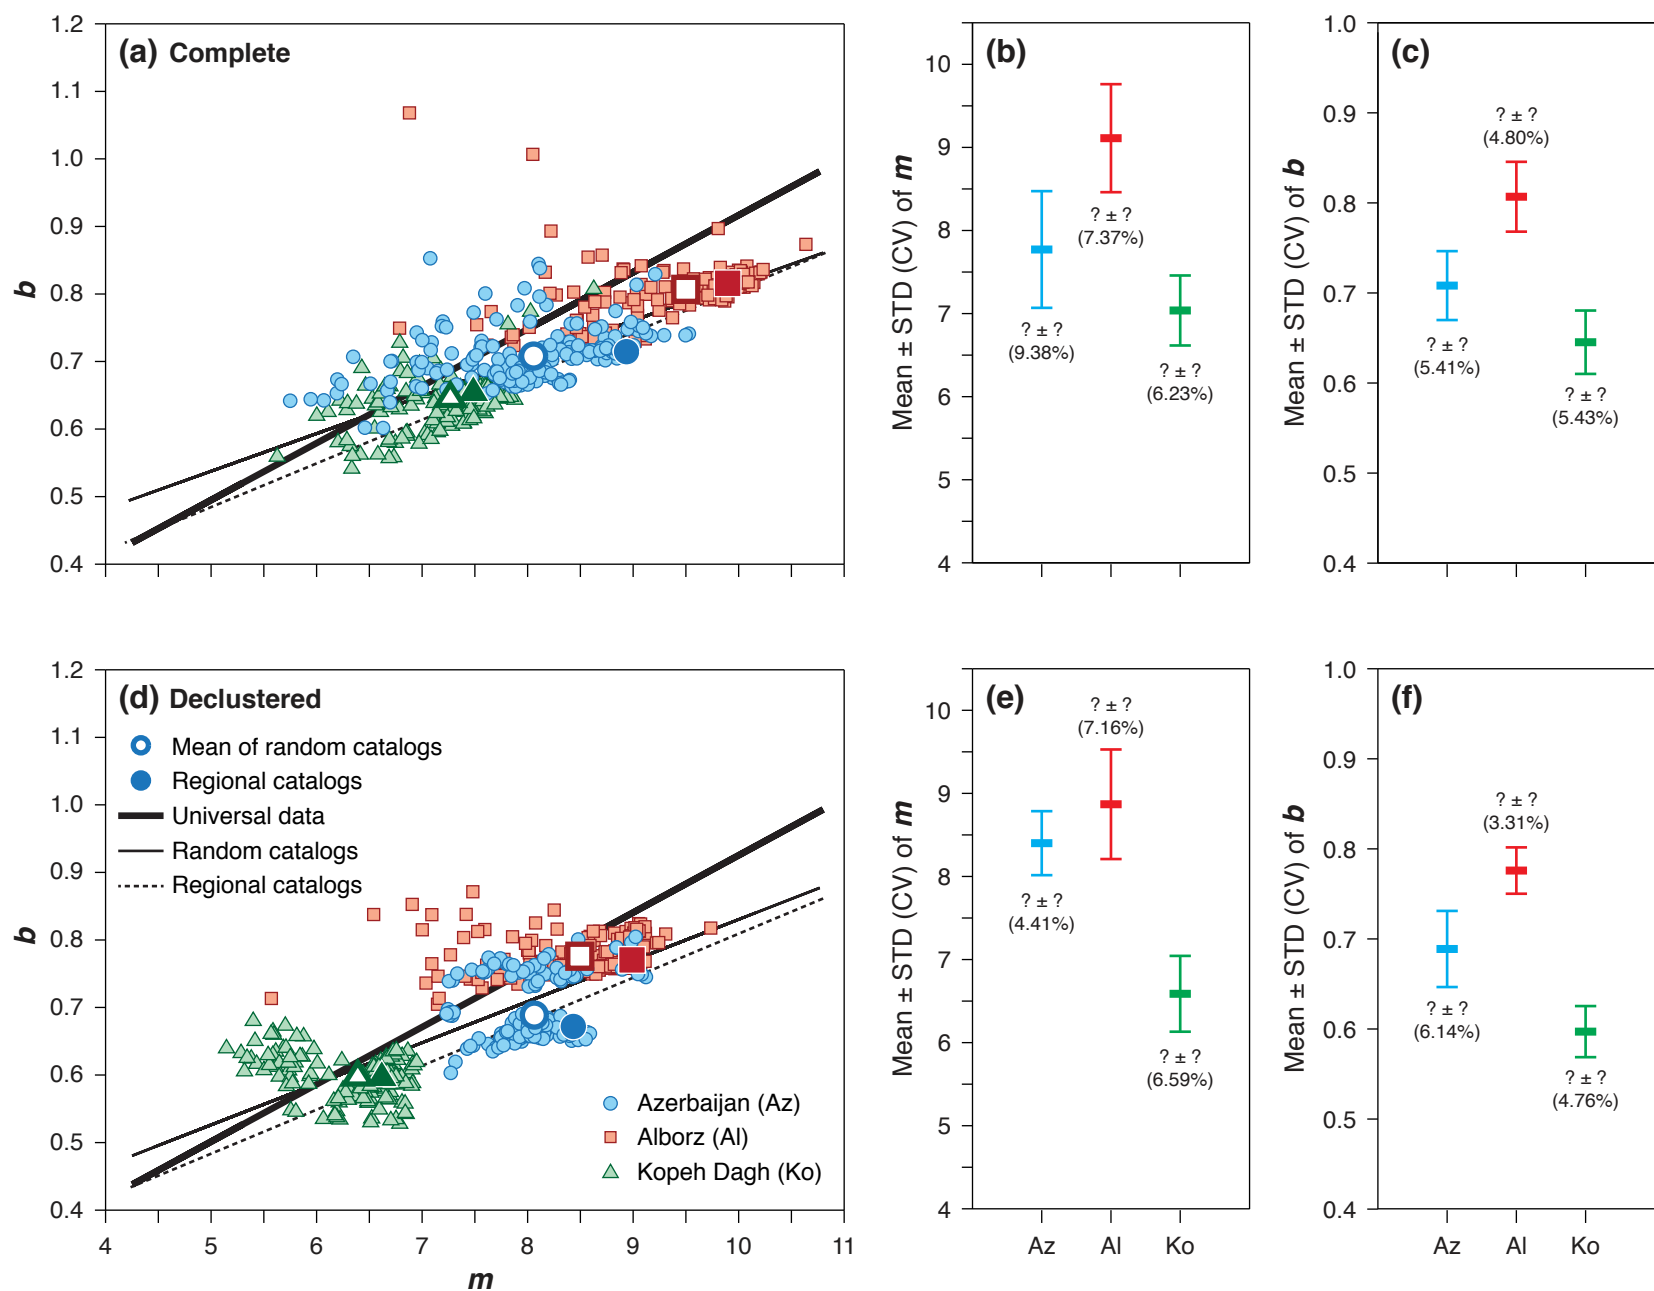 (a) Complete
1.2
1.1
1.0
0.9
0.8
0.7
0.6
0.5
0.4
b
4
5
6
7
8
9
10
Mean ± STD (CV) of m
(b)
? ± ?
(9.38%)
? ± ?
(7.37%)
? ± ?
(6.23%)
0.4
0.5
0.6
0.7
0.8
0.9
1.0
Mean ± STD (CV) of b
(c)
? ± ?
(5.41%)
? ± ?
(4.80%)
? ± ?
(5.43%)
(d) Declustered
Mean of random catalogs
Regional catalogs
Universal data
Random catalogs
Regional catalogs
Azerbaijan (Az)
Alborz (Al)
Kopeh Dagh (Ko)
1.2
1.1
1.0
0.9
0.8
0.7
0.6
0.5
0.4
b
4 5 6 7 8 9 10 11
m
10
9
8
7
6
5
4
Mean ± STD (CV) of m
(e)
? ± ?
(4.41%)
? ± ?
(7.16%)
? ± ?
(6.59%)
Az Al Ko
1.0
0.9
0.8
0.7
0.6
0.5
0.4
Mean ± STD (CV) of b
(f)
? ± ?
(6.14%)
? ± ?
(3.31%)
? ± ?
(4.76%)
Az Al Ko